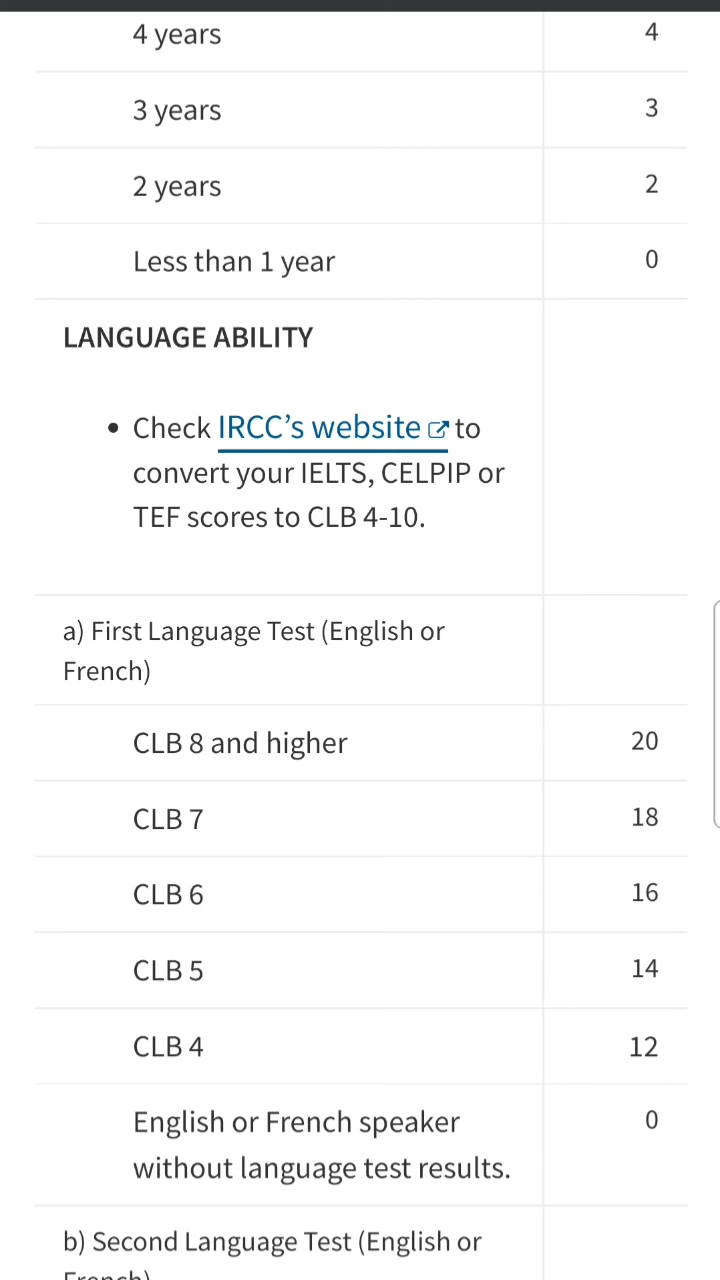 4 years 4
3 years 3
2 years 2
Less than 1 year 0
LANGUAGE ABILITY
• Check IRCC’s website to
convert your IELTS, CELPIP or
TEF scores to CLB 4-10.
a) First Language Test (English or
French)
CLB 8 and higher 20
CLB 7 18
CLB 6 16
CLB 5 14
CLB 4 12
English or French speaker 0
without language test results.
b) Second Language Test (English or
French)